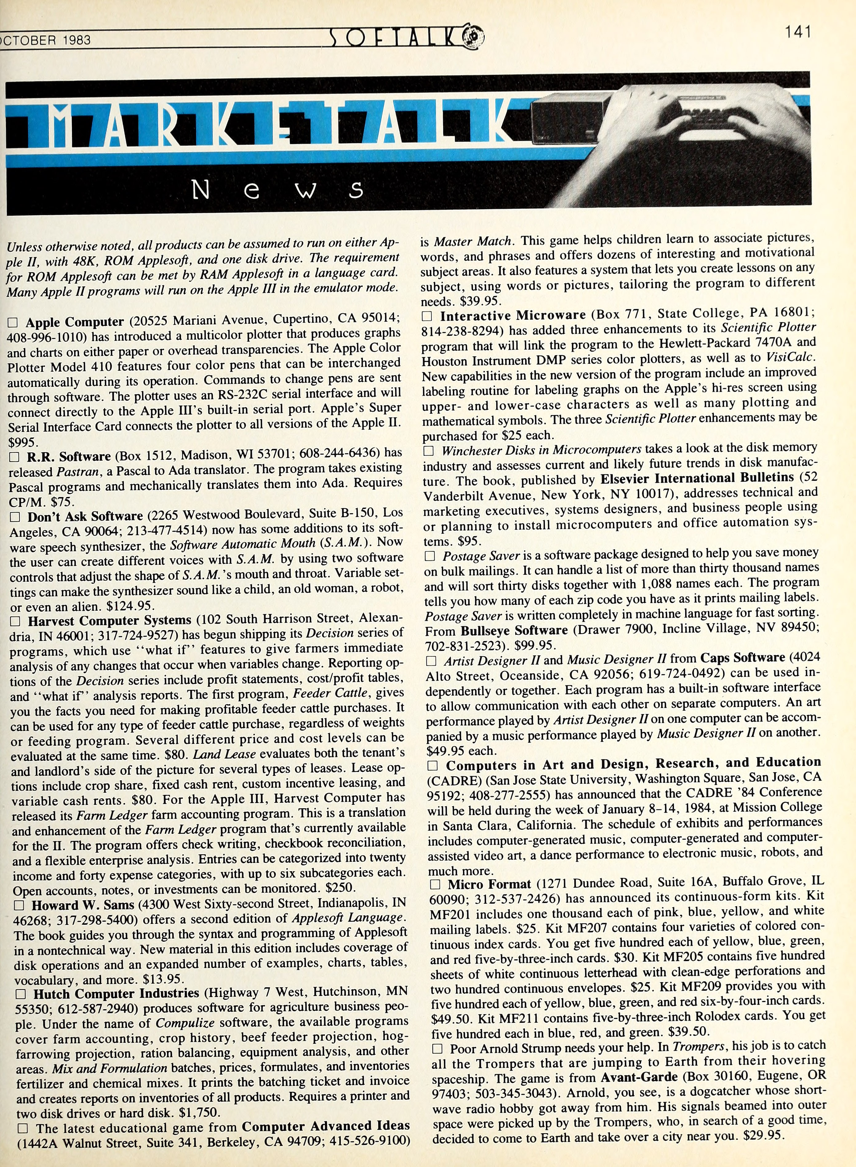 OCTOBER 1983
SOFTALK
141
MARKETALK
News
Unless otherwise noted, all products can be assumed to run on either Ap-
ple II, with 48K, ROM Applesoft, and one disk drive. The requirement
for ROM Applesoft can be met by RAM Applesoft in a language card.
Many Apple II programs will run on the Apple III in the emulator mode.
□ Apple Computer (20525 Mariani Avenue, Cupertino, CA 95014;
408-996-1010) has introduced a multicolor plotter that produces graphs
and charts on either paper or overhead transparencies. The Apple Color
Plotter Model 410 features four color pens that can be interchanged
automatically during its operation. Commands to change pens are sent
through software. The plotter uses an RS-232C serial interface and will
connect directly to the Apple III's built-in serial port. Apple's Super
Serial Interface Card connects the plotter to all versions of the Apple II.
$995.
□ R.R. Software (Box 1512, Madison, WI 53701; 608-244-6436) has
released Pastran, a Pascal to Ada translator. The program takes existing
Pascal programs and mechanically translates them into Ada. Requires
CP/M. $75.
□ Don't Ask Software (2265 Westwood Boulevard, Suite B-150, Los
Angeles, CA 90064; 213-477-4514) now has some additions to its soft-
ware speech synthesizer, the Software Automatic Mouth (S.A.M.). Now
the user can create different voices with S.A.M. by using two software
controls that adjust the shape of S.A.M.'s mouth and throat. Variable set-
tings can make the synthesizer sound like a child, an old woman, a robot,
or even an alien. $124.95.
□ Harvest Computer Systems (102 South Harrison Street, Alexan-
dria, IN 46001; 317-724-9527) has begun shipping its Decision series of
programs, which use "what if" features to give farmers immediate
analysis of any changes that occur when variables change. Reporting op-
tions of the Decision series include profit statements, cost/profit tables,
and "what if" analysis reports. The first program, Feeder Cattle, gives
you the facts you need for making profitable feeder cattle purchases. It
can be used for any type of feeder cattle purchase, regardless of weights
or feeding program. Several different price and cost levels can be
evaluated at the same time. $80. Land Lease evaluates both the tenant's
and landlord's side of the picture for several types of leases. Lease op-
tions include crop share, fixed cash rent, custom incentive leasing, and
variable cash rents. $80. For the Apple III, Harvest Computer has
released its Farm Ledger farm accounting program. This is a translation
and enhancement of the Farm Ledger program that's currently available
for the II. The program offers check writing, checkbook reconciliation,
and a flexible enterprise analysis. Entries can be categorized into twenty
income and forty expense categories, with up to six subcategories each.
Open accounts, notes, or investments can be monitored. $250.
□ Howard W. Sams (4300 West Sixty-second Street, Indianapolis, IN
46268; 317-298-5400) offers a second edition of Applesoft Language.
The book guides you through the syntax and programming of Applesoft
in a nontechnical way. New material in this edition includes coverage of
disk operations and an expanded number of examples, charts, tables,
vocabulary, and more. $13.95.
□ Hutch Computer Industries (Highway 7 West, Hutchinson, MN
55350; 612-587-2940) produces software for agriculture business peo-
ple. Under the name of Compulize software, the available programs
cover farm accounting, crop history, beef feeder projection, hog-
farrowing projection, ration balancing, equipment analysis, and other
areas. Mix and Formulation batches, prices, formulates, and inventories
fertilizer and chemical mixes. It prints the batching ticket and invoice
and creates reports on inventories of all products. Requires a printer and
two disk drives or hard disk. $1,750.
□ The latest educational game from Computer Advanced Ideas
(1442A Walnut Street, Suite 341, Berkeley, CA 94709; 415-526-9100)
is Master Match. This game helps children learn to associate pictures,
words, and phrases and offers dozens of interesting and motivational
subject areas. It also features a system that lets you create lessons on any
subject, using words or pictures, tailoring the program to different
needs. $39.95.
□ Interactive Microware (Box 771, State College, PA 16801;
814-238-8294) has added three enhancements to its Scientific Plotter
program that will link the program to the Hewlett-Packard 7470A and
Houston Instrument DMP series color plotters, as well as to VisiCalc.
New capabilities in the new version of the program include an improved
labeling routine for labeling graphs on the Apple's hi-res screen using
upper- and lower-case characters as well as many plotting and
mathematical symbols. The three Scientific Plotter enhancements may be
purchased for $25 each.
□ Winchester Disks in Microcomputers takes a look at the disk memory
industry and assesses current and likely future trends in disk manufac-
ture. The book, published by Elsevier International Bulletins (52
Vanderbilt Avenue, New York, NY 10017), addresses technical and
marketing executives, systems designers, and business people using
or planning to install microcomputers and office automation sys-
tems. $95.
□ Postage Saver is a software package designed to help you save money
on bulk mailings. It can handle a list of more than thirty thousand names
and will sort thirty disks together with 1,088 names each. The program
tells you how many of each zip code you have as it prints mailing labels.
Postage Saver is written completely in machine language for fast sorting.
From Bullseye Software (Drawer 7900, Incline Village, NV 89450;
702-831-2523). $99.95.
□ Artist Designer II and Music Designer II from Caps Software (4024
Alto Street, Oceanside, CA 92056; 619-724-0492) can be used in-
dependently or together. Each program has a built-in software interface
to allow communication with each other on separate computers. An art
performance played by Artist Designer II on one computer can be accom-
panied by a music performance played by Music Designer II on another.
$49.95 each.
□ Computers in Art and Design, Research, and Education
(CADRE) (San Jose State University, Washington Square, San Jose, CA
95192; 408-277-2555) has announced that the CADRE '84 Conference
will be held during the week of January 8-14, 1984, at Mission College
in Santa Clara, California. The schedule of exhibits and performances
includes computer-generated music, computer-generated and computer-
assisted video art, a dance performance to electronic music, robots, and
much more.
□ Micro Format (1271 Dundee Road, Suite 16A, Buffalo Grove, IL
60090; 312-537-2426) has announced its continuous-form kits. Kit
MF201 includes one thousand each of pink, blue, yellow, and white
mailing labels. $25. Kit MF207 contains four varieties of colored con-
tinuous index cards. You get five hundred each of yellow, blue, green,
and red five-by-three-inch cards. $30. Kit MF205 contains five hundred
sheets of white continuous letterhead with clean-edge perforations and
two hundred continuous envelopes. $25. Kit MF209 provides you with
five hundred each of yellow, blue, green, and red six-by-four-inch cards.
$49.50. Kit MF211 contains five-by-three-inch Rolodex cards. You get
five hundred each in blue, red, and green. $39.50.
□ Poor Arnold Strump needs your help. In Trompers, his job is to catch
all the Trompers that are jumping to Earth from their hovering
spaceship. The game is from Avant-Garde (Box 30160, Eugene, OR
97403; 503-345-3043). Arnold, you see, is a dogcatcher whose short-
wave radio hobby got away from him. His signals beamed into outer
space were picked up by the Trompers, who, in search of a good time,
decided to come to Earth and take over a city near you. $29.95.